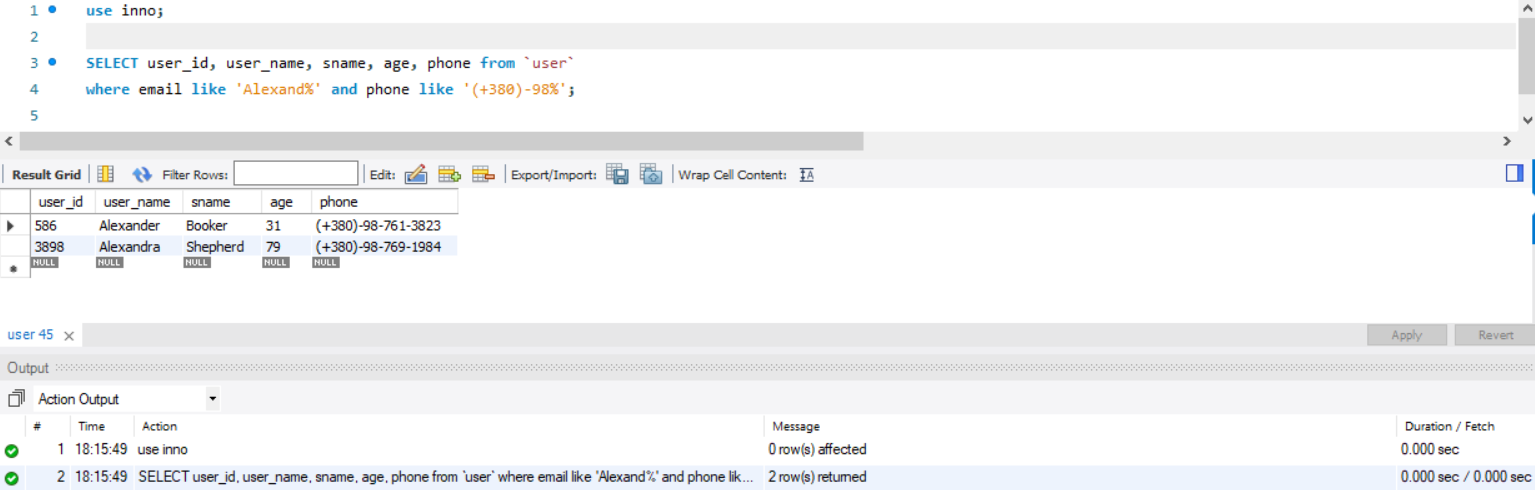 1 use inno;
2
3 SELECT user_id, user_name, sname, age, phone from `user`
4 where email like 'Alexand%' and phone like '(+380)-98%';
5
Result Grid Filter Rows: Edit: Export/Import: Wrap Cell Content: IA
user_id user_name sname age phone
586 Alexander Booker 31 (+380)-98-761-3823
3898 Alexandra Shepherd 79 (+380)-98-769-1984
NULL NULL NULL NULL NULL
user 45 Apply Revert
Output
Action Output
# Time Action Message Duration / Fetch
1 18:15:49 use inno 0 row(s) affected 0.000 sec
2 18:15:49 SELECT user_id, user_name, sname, age, phone from `user` where email like 'Alexand%' and phone lik... 2 row(s) returned 0.000 sec / 0.000 sec